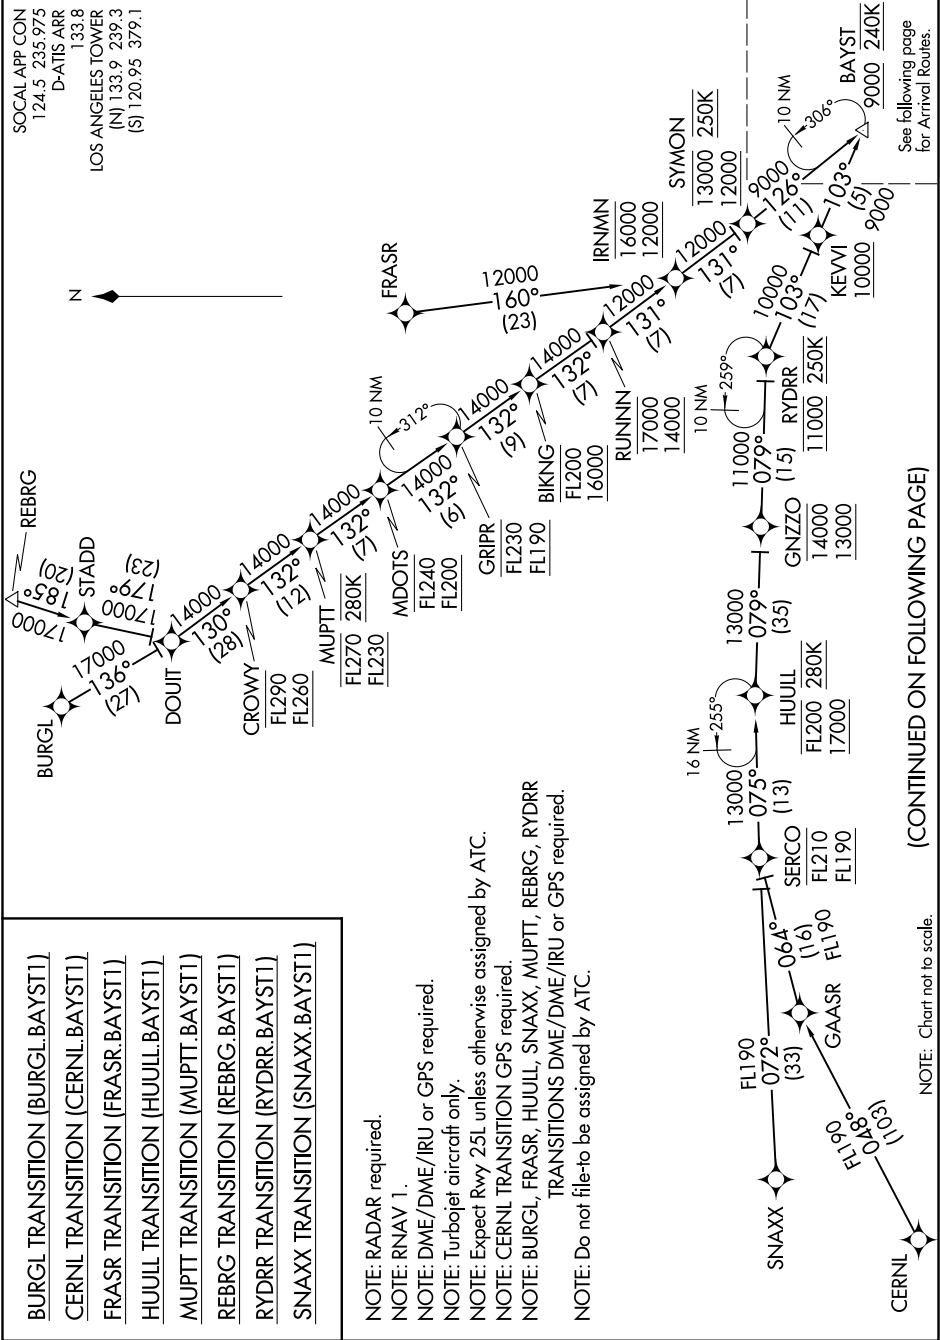 SOCAL APP CON
124.5 235.975
D-ATIS ARR
133.8
LOS ANGELES TOWER
(N) 133.9 239.3
(S) 120.95 379.1
BURGL TRANSITION (BURGL.BAYST1)
CERNL TRANSITION (CERNL.BAYST1)
FRASR TRANSITION (FRASR.BAYST1)
HUULL TRANSITION (HUULL.BAYST1)
MUPTT TRANSITION (MUPTT.BAYST1)
REBRG TRANSITION (REBRG.BAYST1)
RYDRR TRANSITION (RYDRR.BAYST1)
SNAXX TRANSITION (SNAXX.BAYST1)
NOTE: RADAR required.
NOTE: RNAV 1.
NOTE: DME/DME/IRU or GPS required.
NOTE: Turbojet aircraft only.
NOTE: Expect Rwy 25L unless otherwise assigned by ATC.
NOTE: CERNL TRANSITION GPS required.
NOTE: BURGL, FRASR, HUULL, SNAXX, MUPTT, REBRG, RYDRR
TRANSITIONS DME/DME/IRU or GPS required.
NOTE: Do not file-to be assigned by ATC.
N
REBRG
17000
185°
(20)
STADD
17000
179°
(23)
BURGL
17000
136°
(27)
DOUIT
14000
130°
(28)
CROWY
FL290
FL260
14000
132°
(12)
MUPTT
FL270 280K
FL230
14000
132°
(7)
MDOTS
FL240
FL200
10 NM
312°
14000
132°
(6)
GRIPR
FL230
FL190
14000
132°
(9)
BIKNG
FL200
16000
14000
132°
(7)
RUNNN
17000
14000
FRASR
12000
160°
(23)
12000
131°
(7)
IRNMN
16000
12000
12000
131°
(7)
SYMON
13000 250K
12000
9000
126°
(11)
10 NM
306°
BAYST
9000 240K
See following page
for Arrival Routes.
CERNL
FL190
048°
(103)
GAASR
064°
(16)
FL190
SNAXX
FL190
072°
(33)
SERCO
FL210
FL190
13000
075°
(13)
16 NM
255°
HUULL
FL200 280K
17000
13000
079°
(35)
GNZZO
14000
13000
11000
079°
(15)
10 NM
259°
RYDRR
11000 250K
10000
103°
(17)
KEVVI
10000
103°
(5)
9000
NOTE: Chart not to scale.
(CONTINUED ON FOLLOWING PAGE)